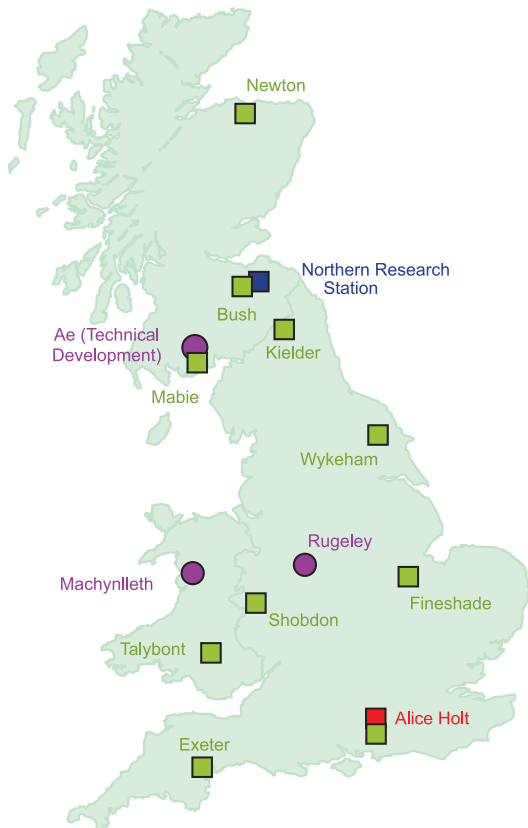 Newton
Northern Research
Station
Bush
Ae (Technical
Development)
Kielder
Mabie
Wykeham
Rugeley
Machynlleth
Fineshade
Shobdon
Talybont
Alice Holt
Exeter